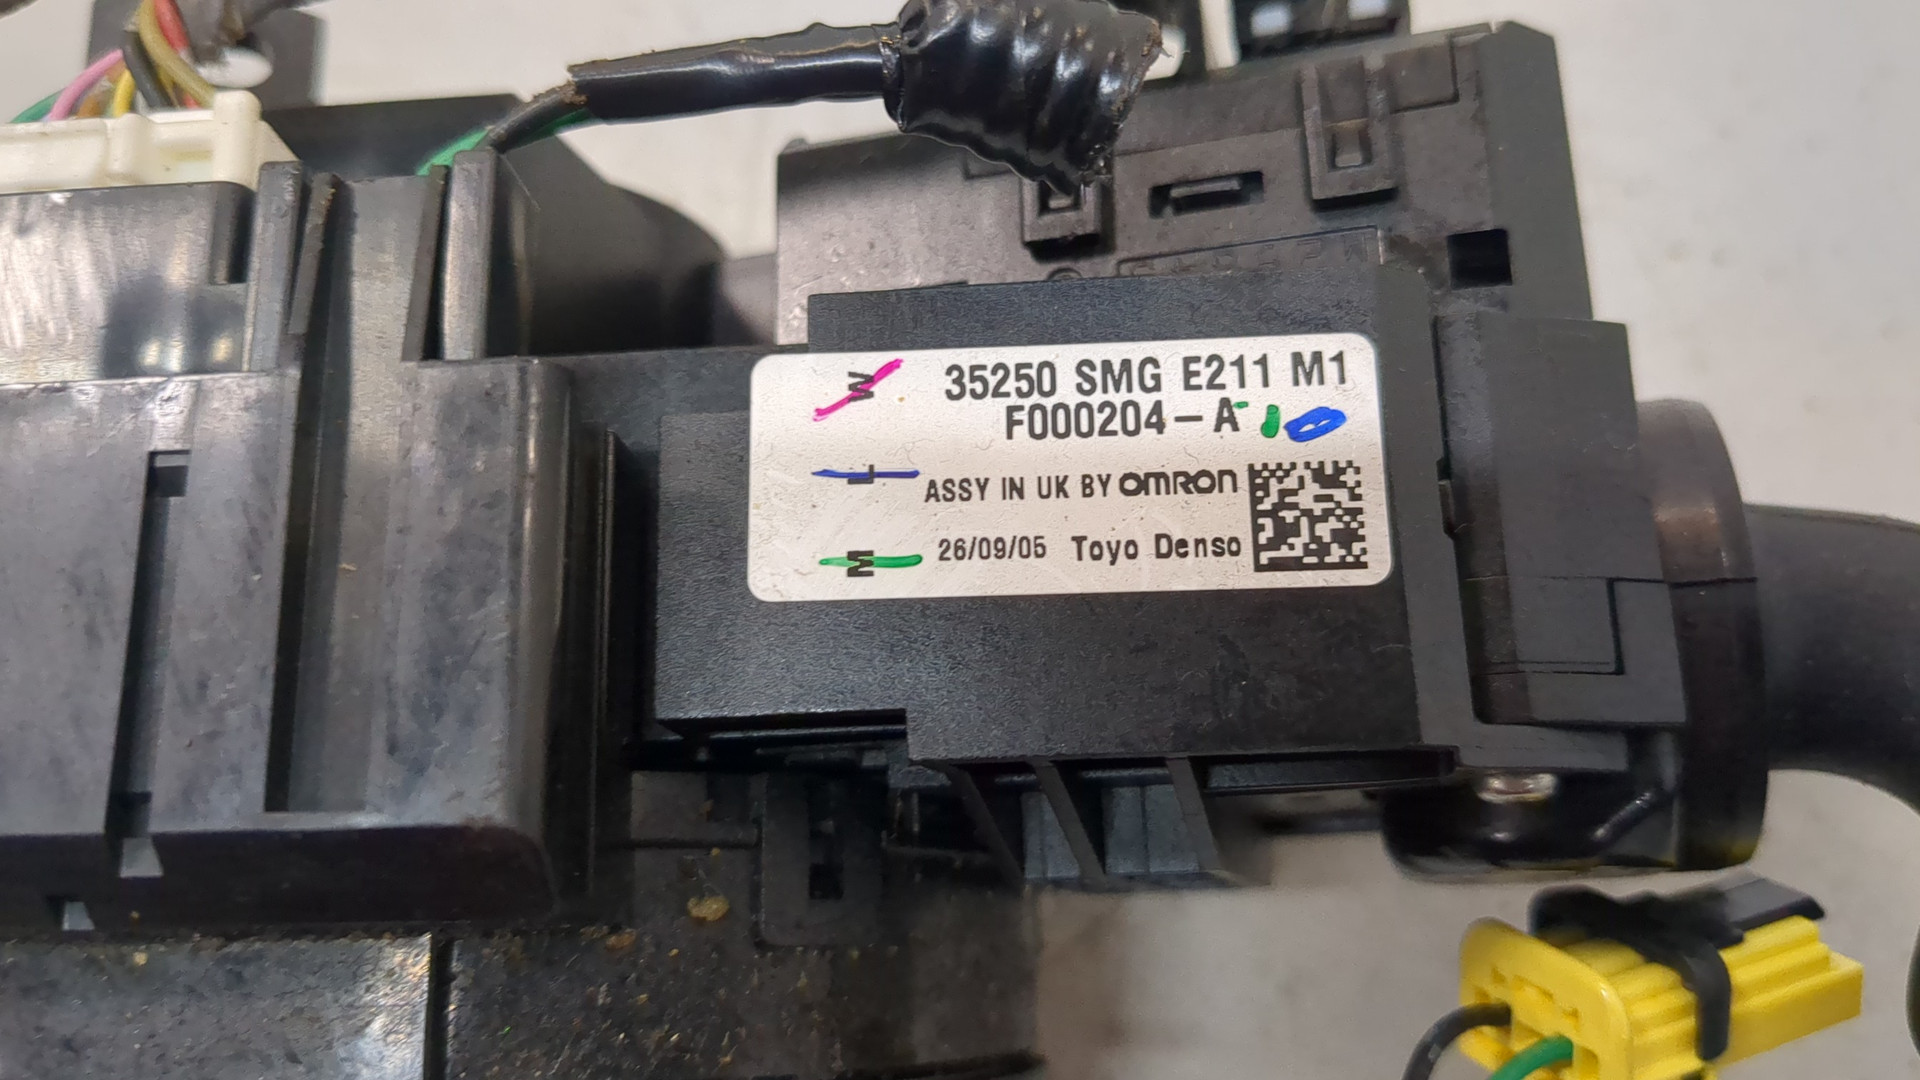 W
35250 SMG E211 M1
F000204-A
L
ASSY IN UK BY OMRON
M
26/09/05 Toyo Denso